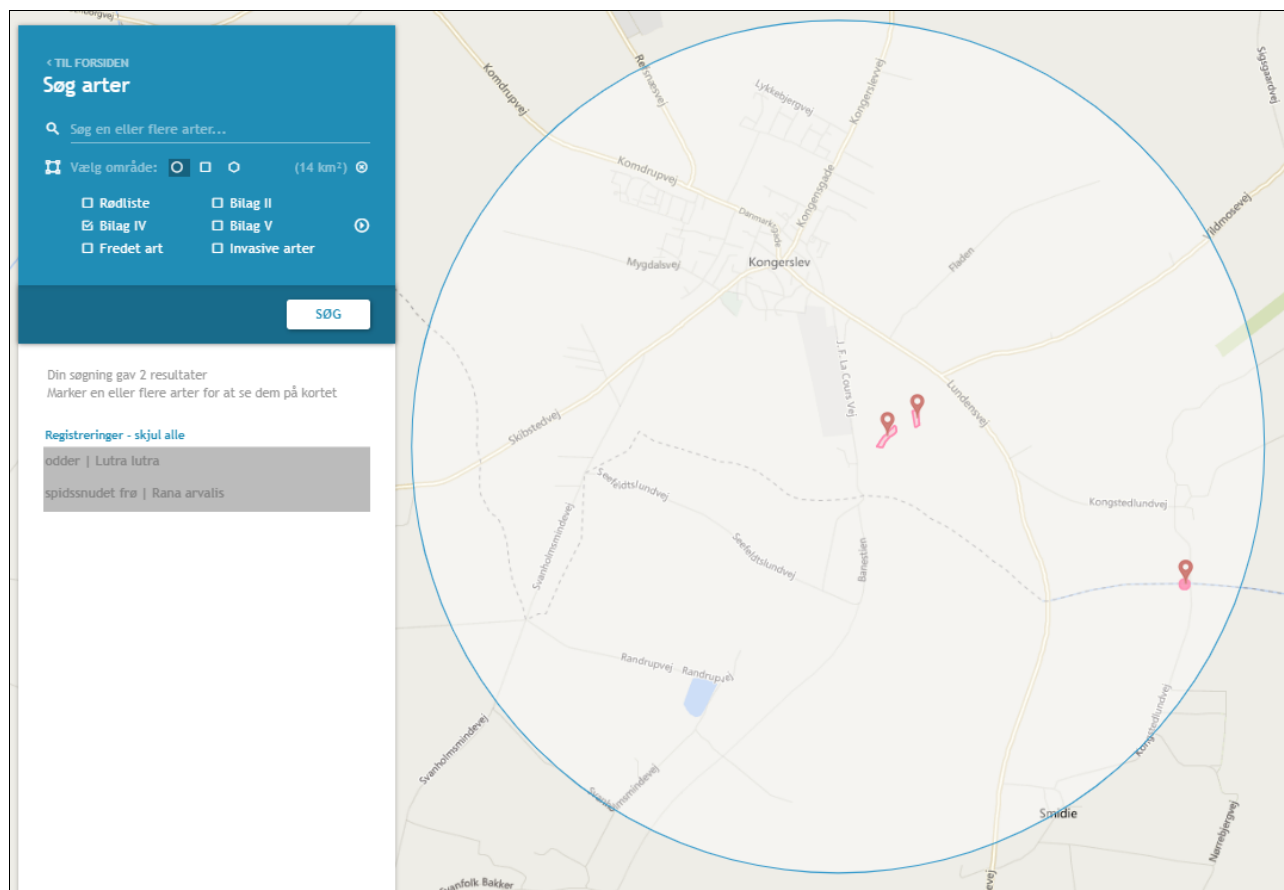 < TIL FORSIDEN
Søg arter
Søg en eller flere arter...
Vælg område:
(14 km²)
Rødliste
Bilag II
Bilag IV
Bilag V
Fredet art
Invasive arter
SØG
Din søgning gav 2 resultater
Marker en eller flere arter for at se dem på kortet
Registreringer - skjul alle
odder | Lutra lutra
spidssnudet frø | Rana arvalis
Komdrupvej
Refsnæsvej
Kongerslevvej
Lykkebjergvej
Sigsgaardvej
Komdrupvej
Kongensgade
Danmarksgade
Vildmosevej
Mygdalsvej
Kongerslev
Fladen
J. F. La Cours Vej
Lundensvej
Skibstedvej
Seefeldtslundvej
Kongstedlundvej
Svanholmsmindevej
Seefeldtslundvej
Banestien
Randrupvej
Randrupvej
Kongstedlundvej
Svanholmsmindevej
Svanholmsmindevej
Smidie
Nørrebjergvej
Svanfolk Bakker